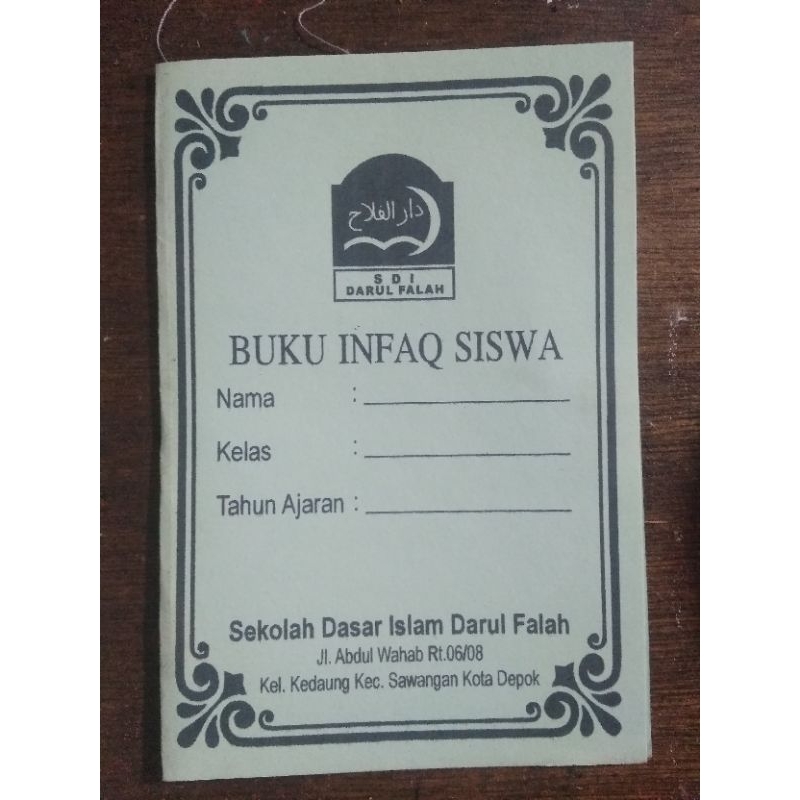 دار الفلاح
S D I
DARUL FALAH
BUKU INFAQ SISWA
Nama :
Kelas :
Tahun Ajaran :
Sekolah Dasar Islam Darul Falah
Jl. Abdul Wahab Rt.06/08
Kel. Kedaung Kec. Sawangan Kota Depok